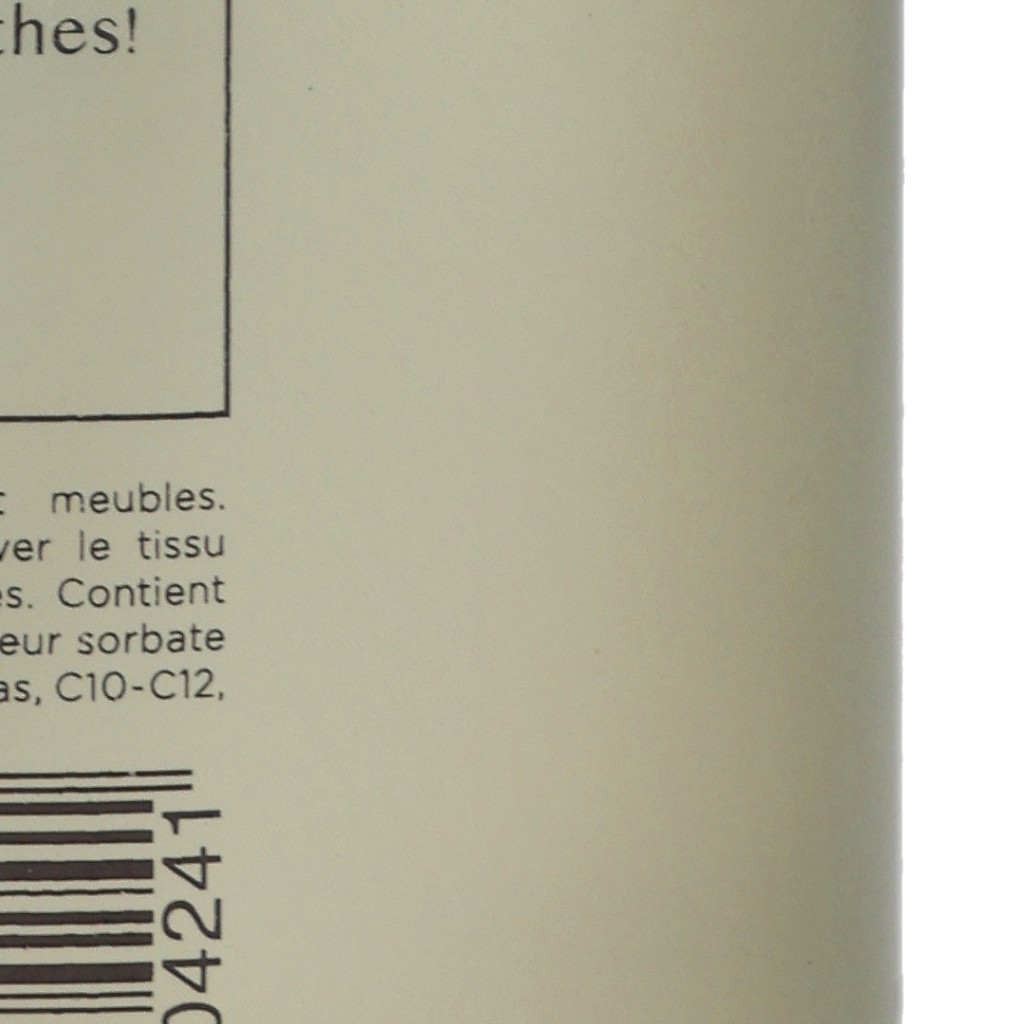 thes!
meubles.
ver le tissu
es. Contient
eur sorbate
as, C10-C12,
04241